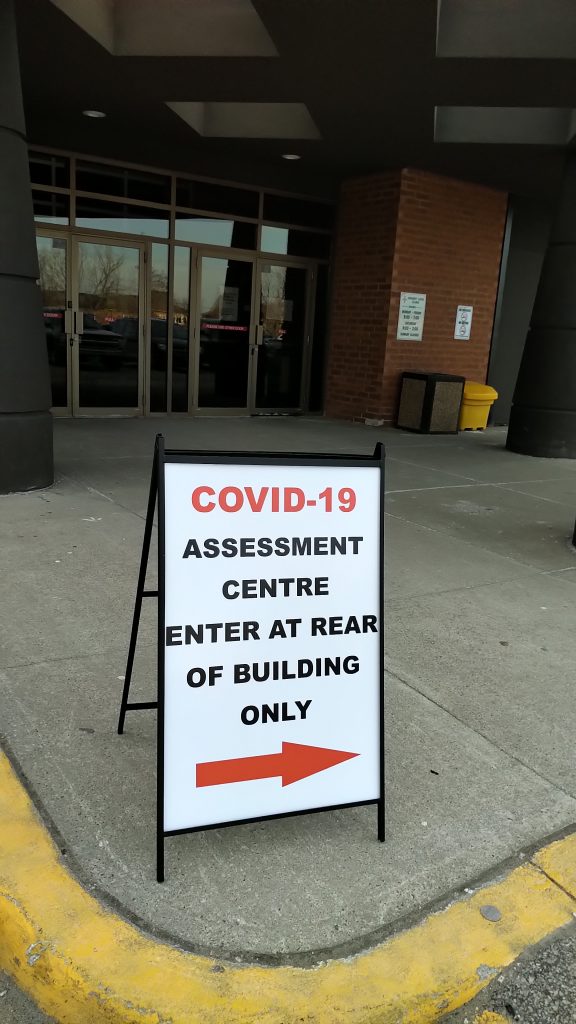 COVID-19
ASSESSMENT
CENTRE
ENTER AT REAR
OF BUILDING
ONLY